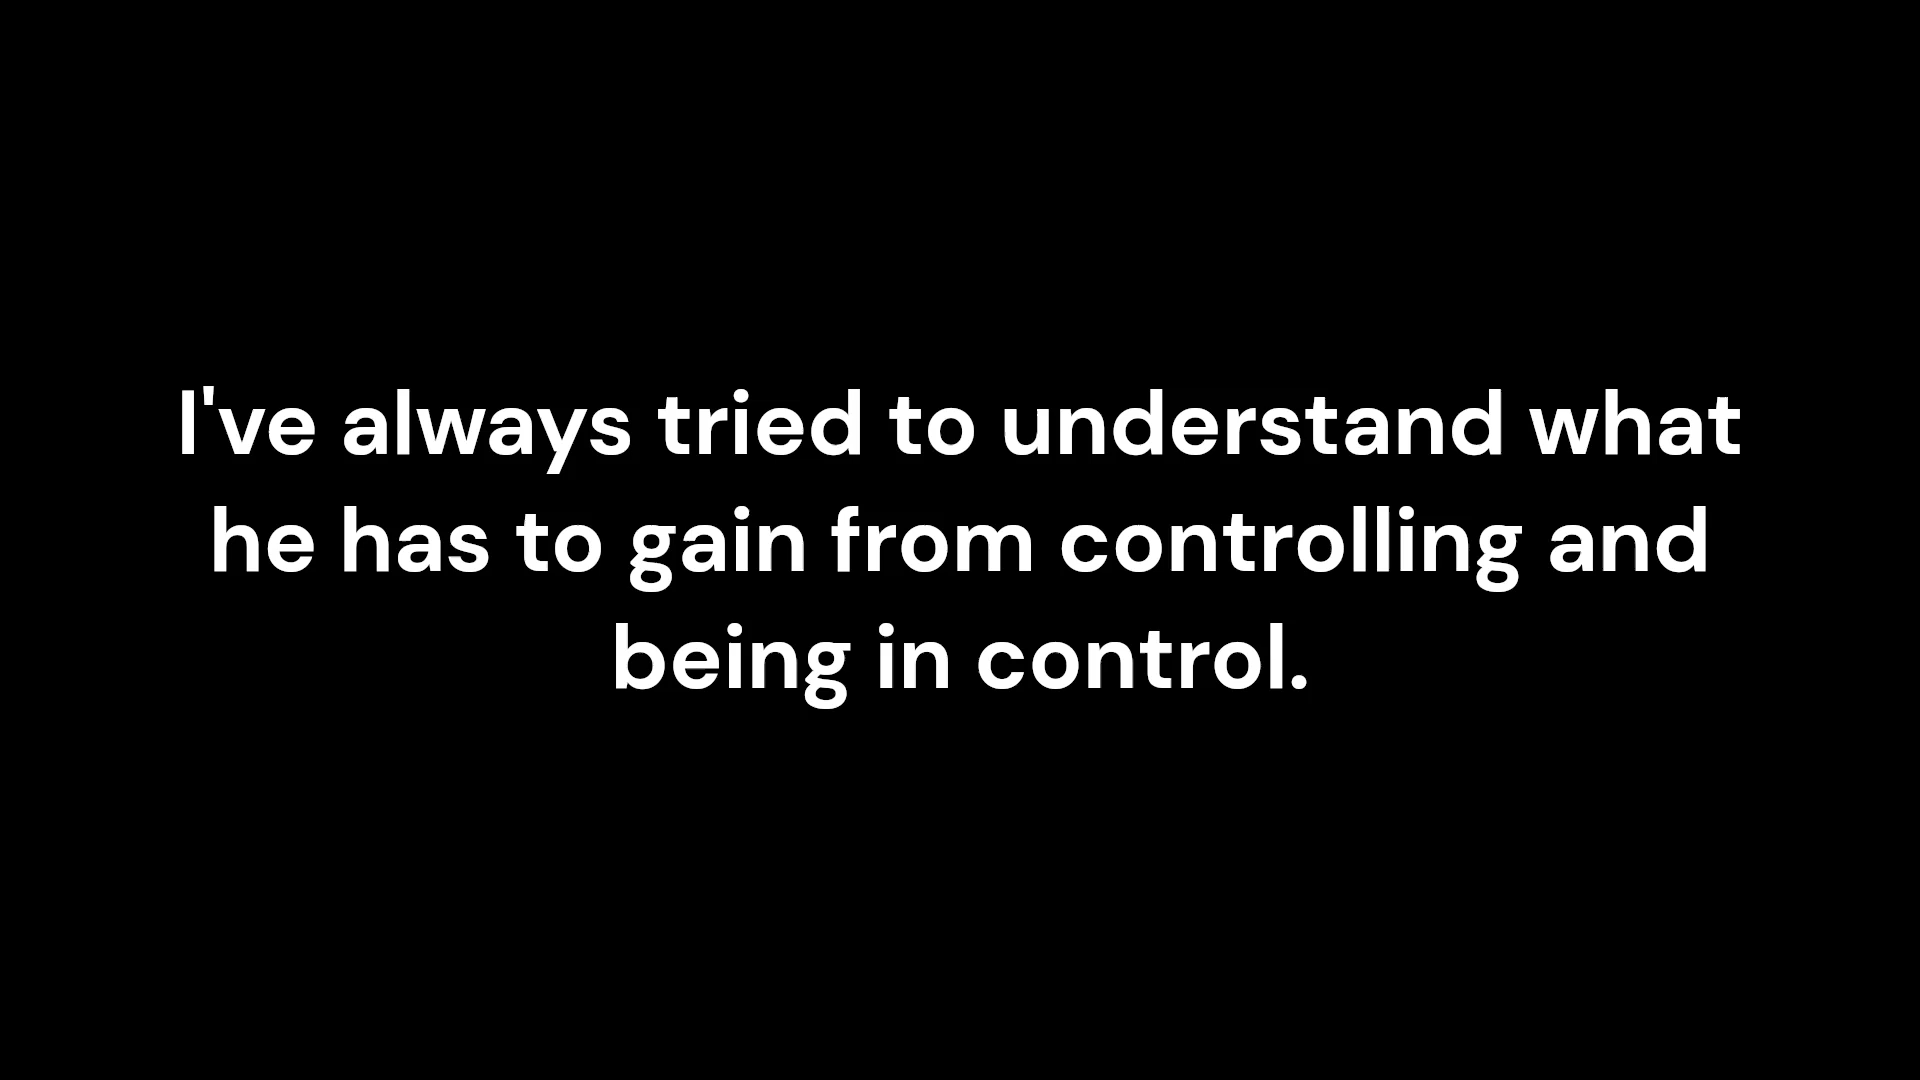 I've always tried to understand what
he has to gain from controlling and
being in control.